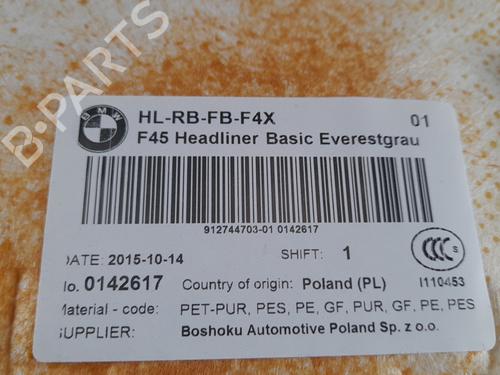 B-PARTS
BMW
HL-RB-FB-F4X 01
F45 Headliner Basic Everestgrau
912744703-01 0142617
DATE: 2015-10-14 SHIFT: 1
No. 0142617 Country of origin: Poland (PL)
CCC S
I110453
Material - code: PET-PUR, PES, PE, GF, PUR, GF, PE, PES
SUPPLIER: Boshoku Automotive Poland Sp. z o.o.